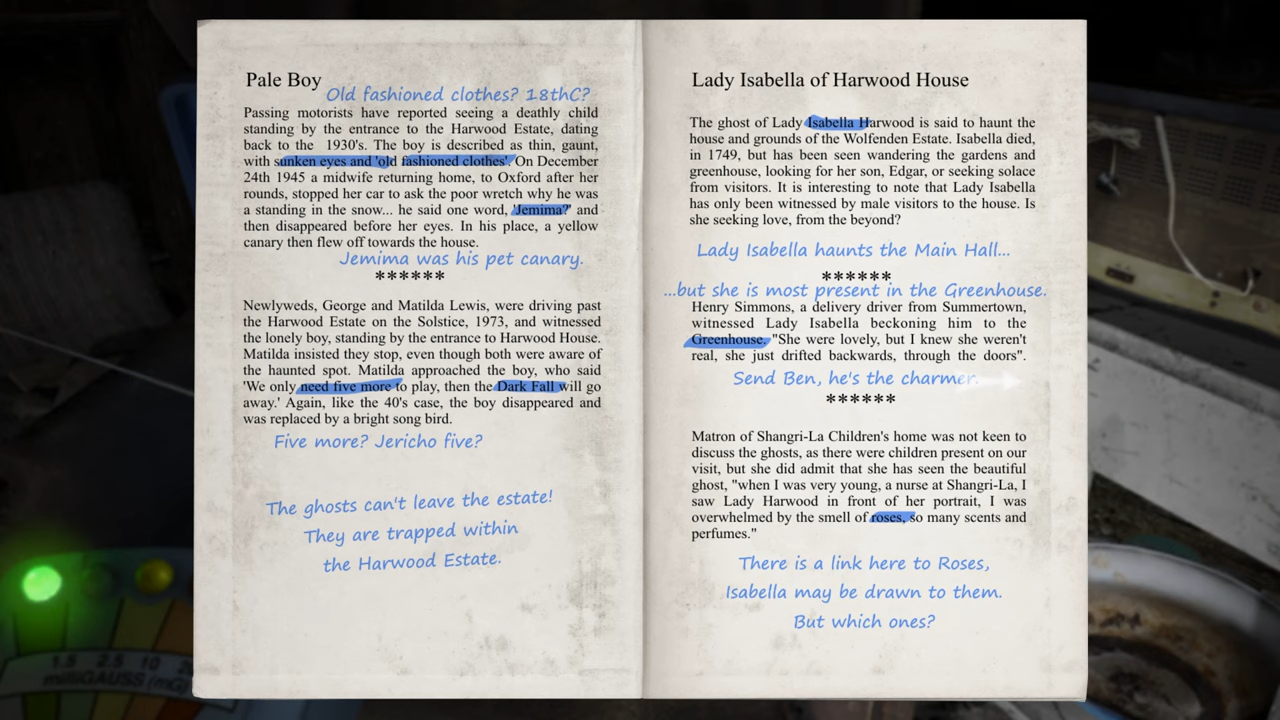 Pale Boy
Old fashioned clothes? 18thC?
Passing motorists have reported seeing a deathly child
standing by the entrance to the Harwood Estate, dating
back to the 1930's. The boy is described as thin, gaunt,
with sunken eyes and 'old fashioned clothes'. On December
24th 1945 a midwife returning home, to Oxford after her
rounds, stopped her car to ask the poor wretch why he was
a standing in the snow... he said one word, 'Jemima?' and
then disappeared before her eyes. In his place, a yellow
canary then flew off towards the house.
Jemima was his pet canary.
******
Newlyweds, George and Matilda Lewis, were driving past
the Harwood Estate on the Solstice, 1973, and witnessed
the lonely boy, standing by the entrance to Harwood House.
Matilda insisted they stop, even though both were aware of
the haunted spot. Matilda approached the boy, who said
'We only need five more to play, then the Dark Fall will go
away.' Again, like the 40's case, the boy disappeared and
was replaced by a bright song bird.
Five more? Jericho five?
The ghosts can't leave the estate!
They are trapped within
the Harwood Estate.
Lady Isabella of Harwood House
The ghost of Lady Isabella Harwood is said to haunt the
house and grounds of the Wolfenden Estate. Isabella died,
in 1749, but has been seen wandering the gardens and
greenhouse, looking for her son, Edgar, or seeking solace
from visitors. It is interesting to note that Lady Isabella
has only been witnessed by male visitors to the house. Is
she seeking love, from the beyond?
Lady Isabella haunts the Main Hall...
******
...but she is most present in the Greenhouse.
Henry Simmons, a delivery driver from Summertown,
witnessed Lady Isabella beckoning him to the
Greenhouse. "She were lovely, but I knew she weren't
real, she just drifted backwards, through the doors".
Send Ben, he's the charmer.
******
Matron of Shangri-La Children's home was not keen to
discuss the ghosts, as there were children present on our
visit, but she did admit that she has seen the beautiful
ghost, "when I was very young, a nurse at Shangri-La, I
saw Lady Harwood in front of her portrait, I was
overwhelmed by the smell of roses, so many scents and
perfumes."
There is a link here to Roses,
Isabella may be drawn to them.
But which ones?
1.5 2.5 10
milliGAUSS (mG)